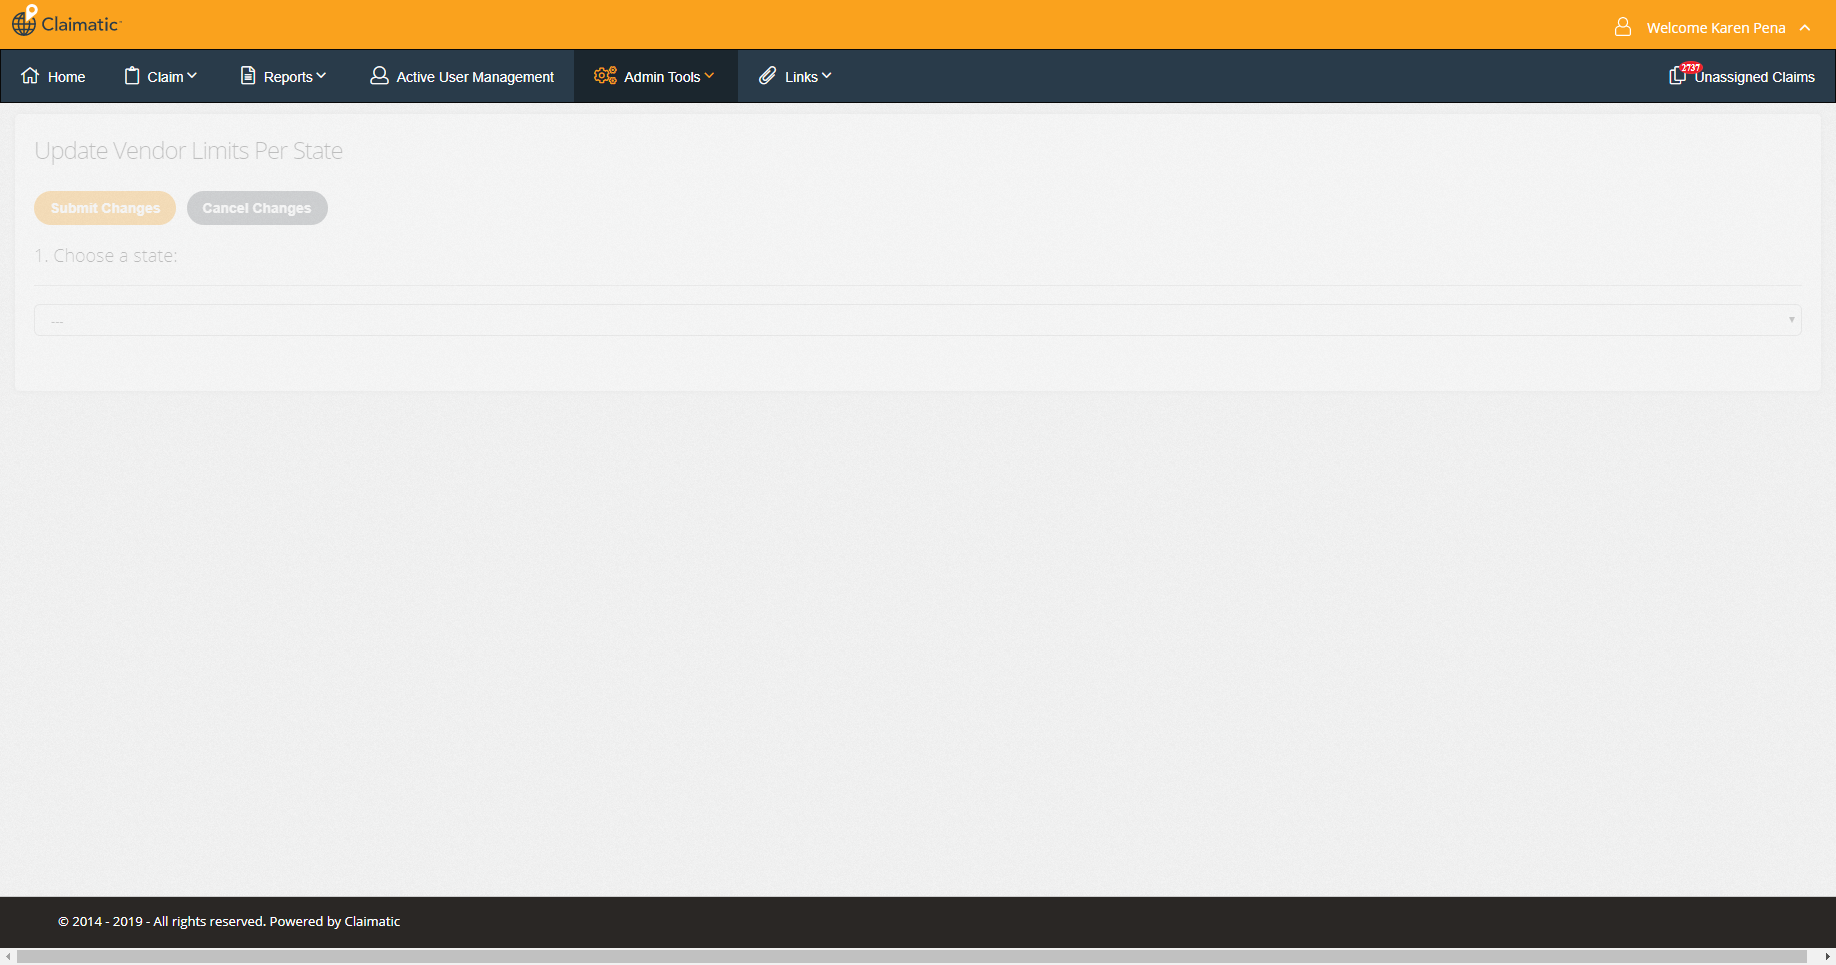 Claimatic
Welcome Karen Pena
Home
Claim
Reports
Active User Management
Admin Tools
Links
2737
Unassigned Claims
Update Vendor Limits Per State
Submit Changes
Cancel Changes
1. Choose a state:
---
© 2014 - 2019 - All rights reserved. Powered by Claimatic